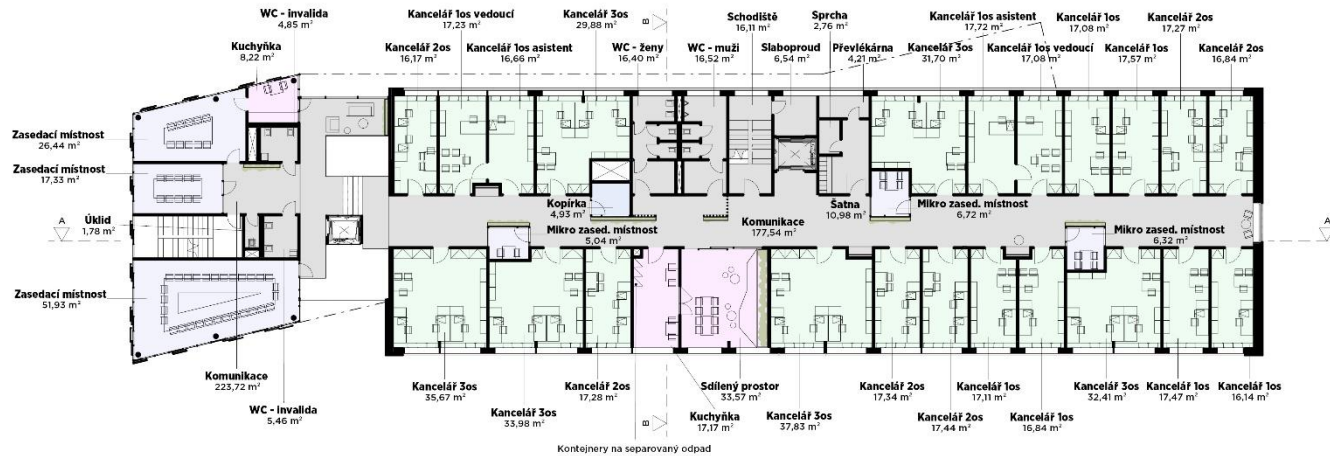 WC - invalida
4,85 m²
Kancelář 1os vedoucí
17,23 m²
Kancelář 3os
29,88 m²
Schodiště
16,11 m²
Sprcha
2,76 m²
Kancelář 1os asistent
17,72 m²
Kancelář 1os
17,08 m²
Kancelář 2os
17,27 m²
B
Kuchyňka
8,22 m²
Kancelář 2os
16,17 m²
Kancelář 1os asistent
16,66 m²
WC - ženy
16,40 m²
WC - muži
16,52 m²
Slaboproud
6,54 m²
Převlékárna
4,21 m²
Kancelář 3os
31,70 m²
Kancelář 1os vedoucí
17,08 m²
Kancelář 1os
17,57 m²
Kancelář 2os
16,84 m²
Zasedací místnost
26,44 m²
Zasedací místnost
17,33 m²
Úklid
1,78 m²
A
Kopírka
4,93 m²
Mikro zased. místnost
5,04 m²
Komunikace
177,54 m²
Šatna
10,98 m²
Mikro zased. místnost
6,72 m²
Mikro zased. místnost
6,32 m²
A
Zasedací místnost
51,93 m²
Komunikace
223,72 m²
WC - invalida
5,46 m²
Kancelář 3os
35,67 m²
Kancelář 3os
33,98 m²
Kancelář 2os
17,28 m²
Sdílený prostor
33,57 m²
Kuchyňka
17,17 m²
Kancelář 3os
37,83 m²
Kancelář 2os
17,34 m²
Kancelář 2os
17,44 m²
Kancelář 1os
17,11 m²
Kancelář 1os
16,84 m²
Kancelář 3os
32,41 m²
Kancelář 1os
17,47 m²
Kancelář 1os
16,14 m²
B
Kontejnery na separovaný odpad